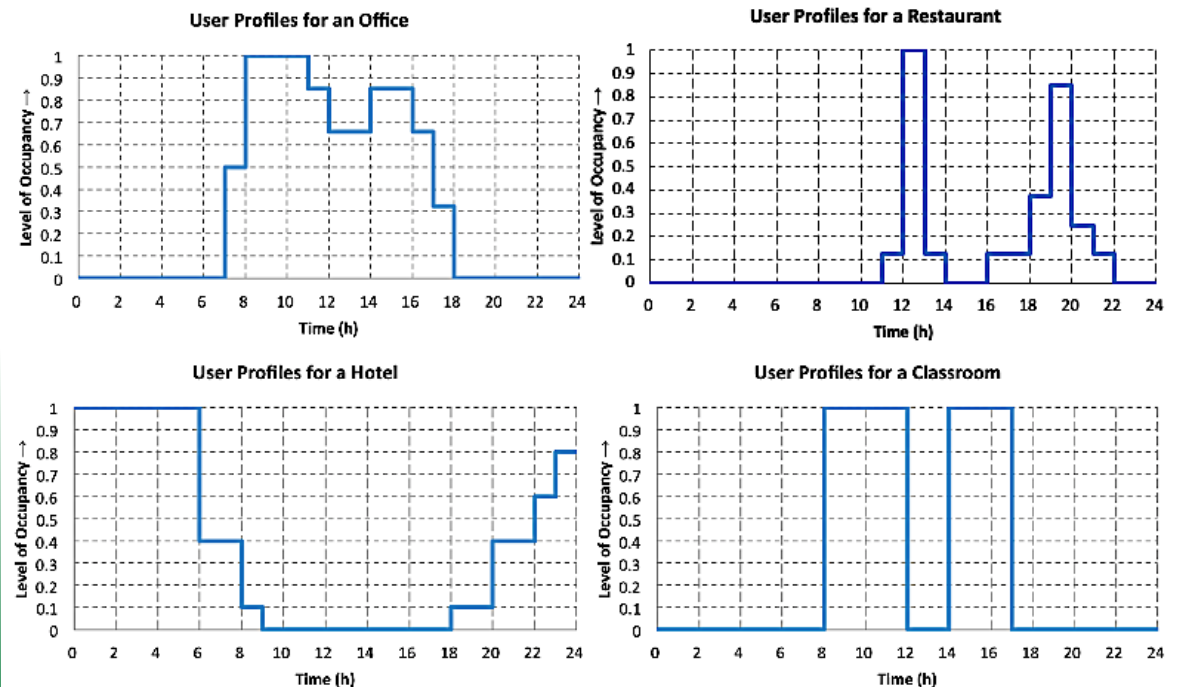 User Profiles for an Office
Level of Occupancy →
1
0.9
0.8
0.7
0.6
0.5
0.4
0.3
0.2
0.1
0
0 2 4 6 8 10 12 14 16 18 20 22 24
Time (h)
User Profiles for a Restaurant
Level of Occupancy →
1
0.9
0.8
0.7
0.6
0.5
0.4
0.3
0.2
0.1
0
0 2 4 6 8 10 12 14 16 18 20 22 24
Time (h)
User Profiles for a Hotel
Level of Occupancy →
1
0.9
0.8
0.7
0.6
0.5
0.4
0.3
0.2
0.1
0
0 2 4 6 8 10 12 14 16 18 20 22 24
Time (h)
User Profiles for a Classroom
Level of Occupancy →
1
0.9
0.8
0.7
0.6
0.5
0.4
0.3
0.2
0.1
0
0 2 4 6 8 10 12 14 16 18 20 22 24
Time (h)